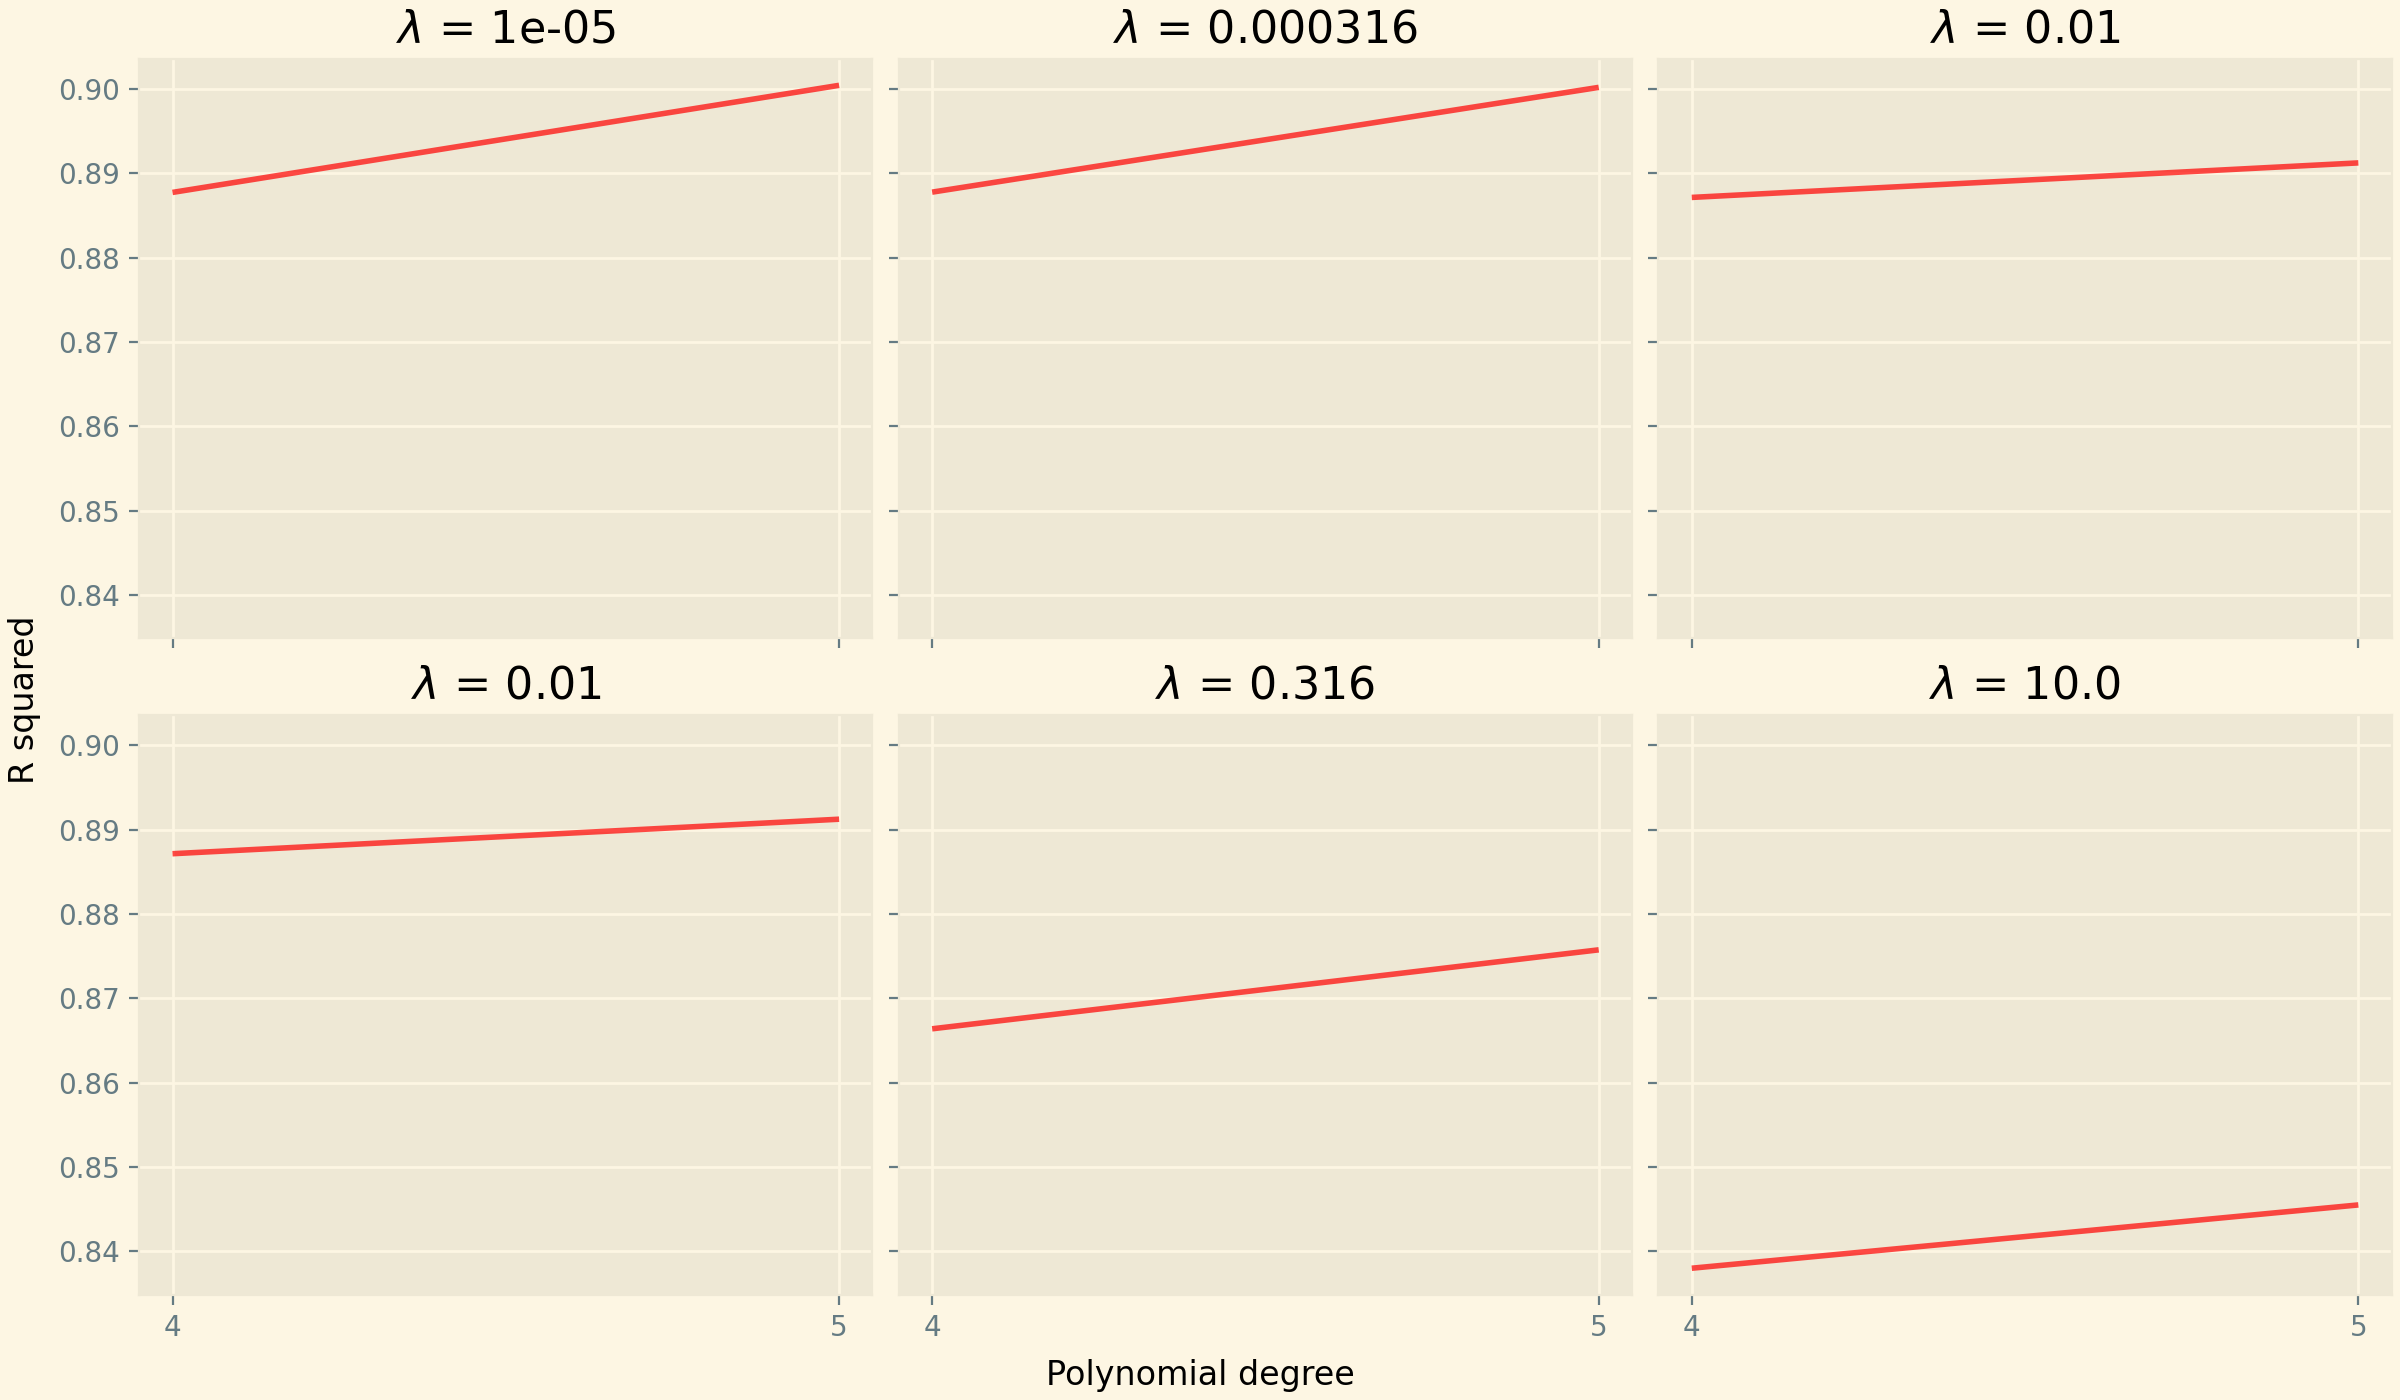 λ = 1e-05
λ = 0.000316
λ = 0.01
0.90
0.89
0.88
0.87
0.86
0.85
0.84
R squared
λ = 0.01
λ = 0.316
λ = 10.0
0.90
0.89
0.88
0.87
0.86
0.85
0.84
4 5 4 5 4 5
Polynomial degree